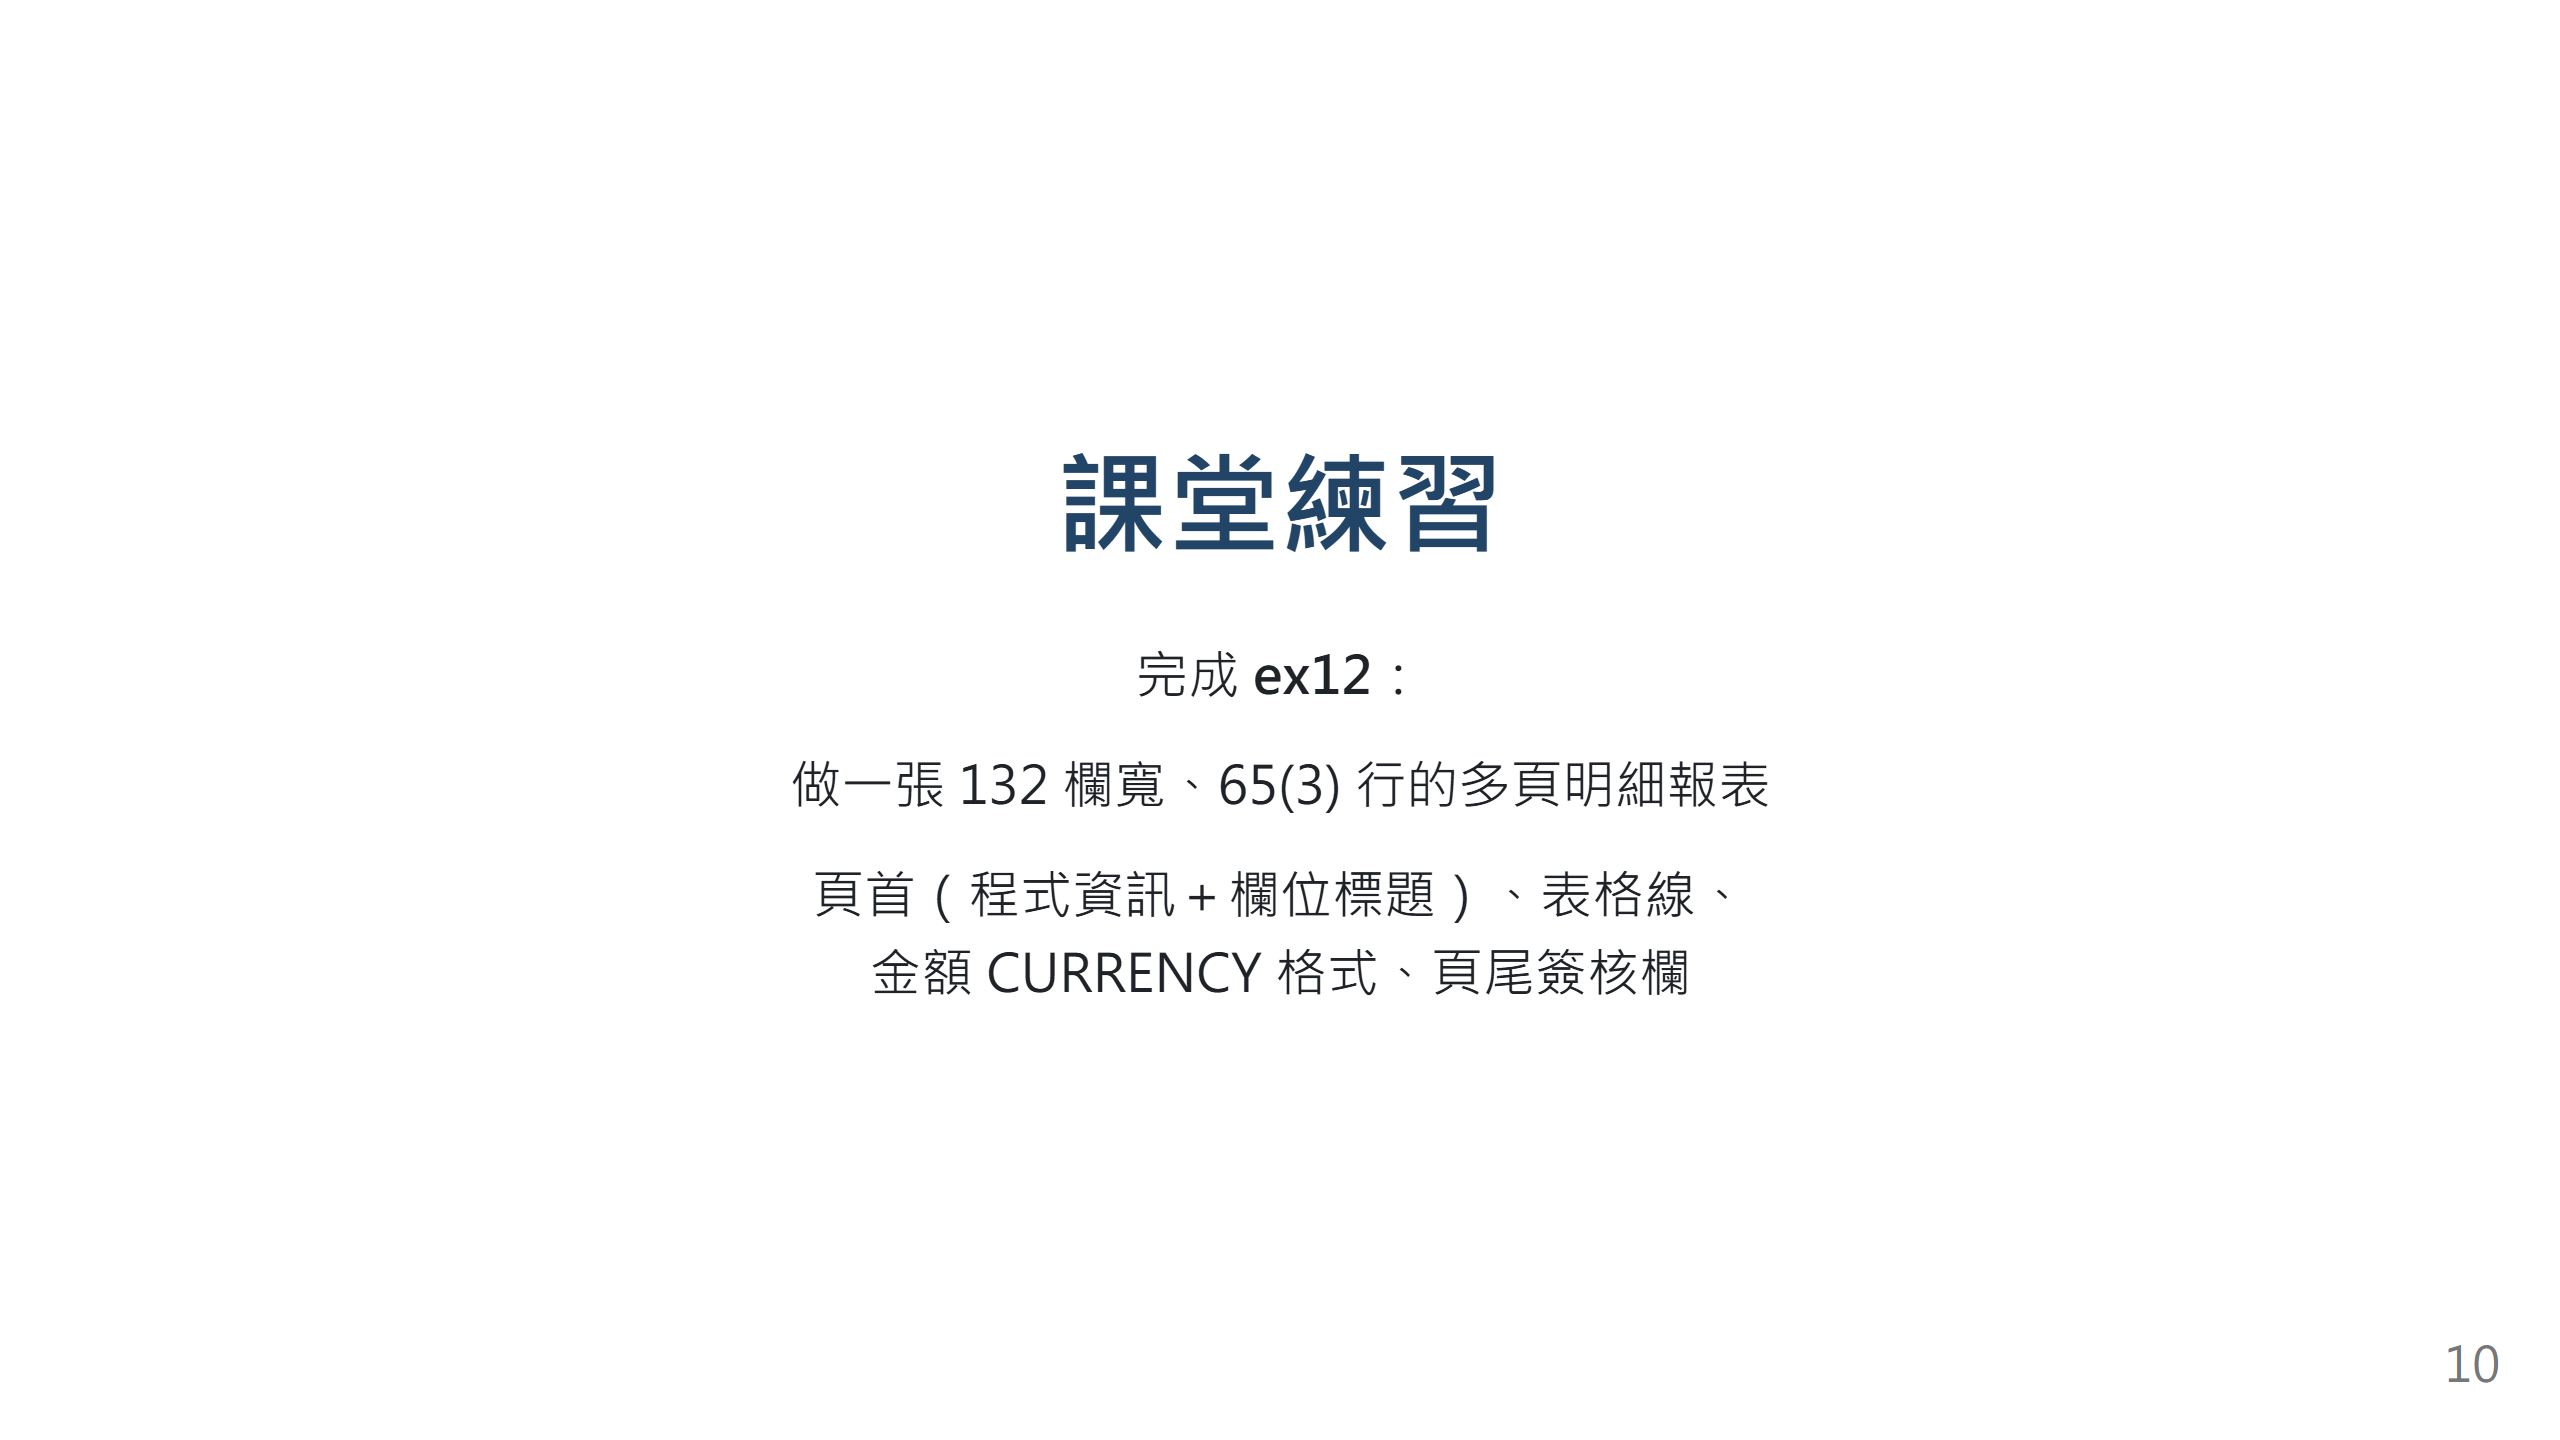 課堂練習
完成 ex12：
做一張 132 欄寬、65(3) 行的多頁明細報表
頁首（程式資訊 + 欄位標題）、表格線、
金額 CURRENCY 格式、頁尾簽核欄
10